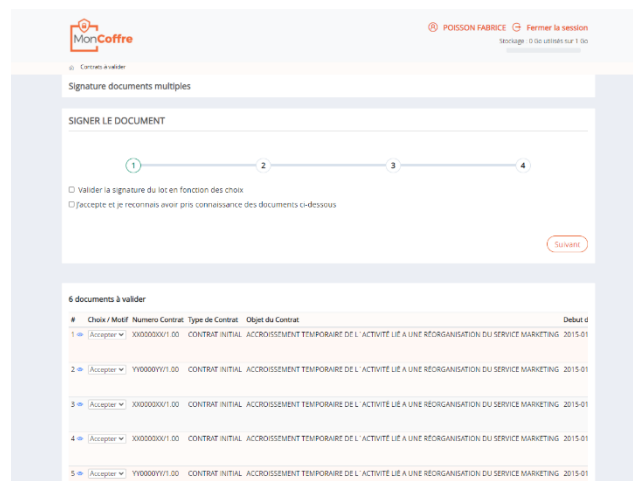 MonCoffre
POISSON FABRICE Fermer la session
Stockage : 0 Go utilisés sur 1 Go
Contrats à valider
Signature documents multiples
SIGNER LE DOCUMENT
1 2 3 4
Valider la signature du lot en fonction des choix
J'accepte et je reconnais avoir pris connaissance des documents ci-dessous
Suivant
6 documents à valider
# Choix / Motif Numero Contrat Type de Contrat Objet du Contrat Debut d
1 Accepter XX0000XX/1.00 CONTRAT INITIAL ACCROISSEMENT TEMPORAIRE DE L'ACTIVITÉ LIÉ A UNE RÉORGANISATION DU SERVICE MARKETING 2015-01
2 Accepter YY0000YY/1.00 CONTRAT INITIAL ACCROISSEMENT TEMPORAIRE DE L'ACTIVITÉ LIÉ A UNE RÉORGANISATION DU SERVICE MARKETING 2015-01
3 Accepter XX0000XX/1.00 CONTRAT INITIAL ACCROISSEMENT TEMPORAIRE DE L'ACTIVITÉ LIÉ A UNE RÉORGANISATION DU SERVICE MARKETING 2015-01
4 Accepter XX0000XX/1.00 CONTRAT INITIAL ACCROISSEMENT TEMPORAIRE DE L'ACTIVITÉ LIÉ A UNE RÉORGANISATION DU SERVICE MARKETING 2015-01
5 Accepter YY0000YY/1.00 CONTRAT INITIAL ACCROISSEMENT TEMPORAIRE DE L'ACTIVITÉ LIÉ A UNE RÉORGANISATION DU SERVICE MARKETING 2015-01